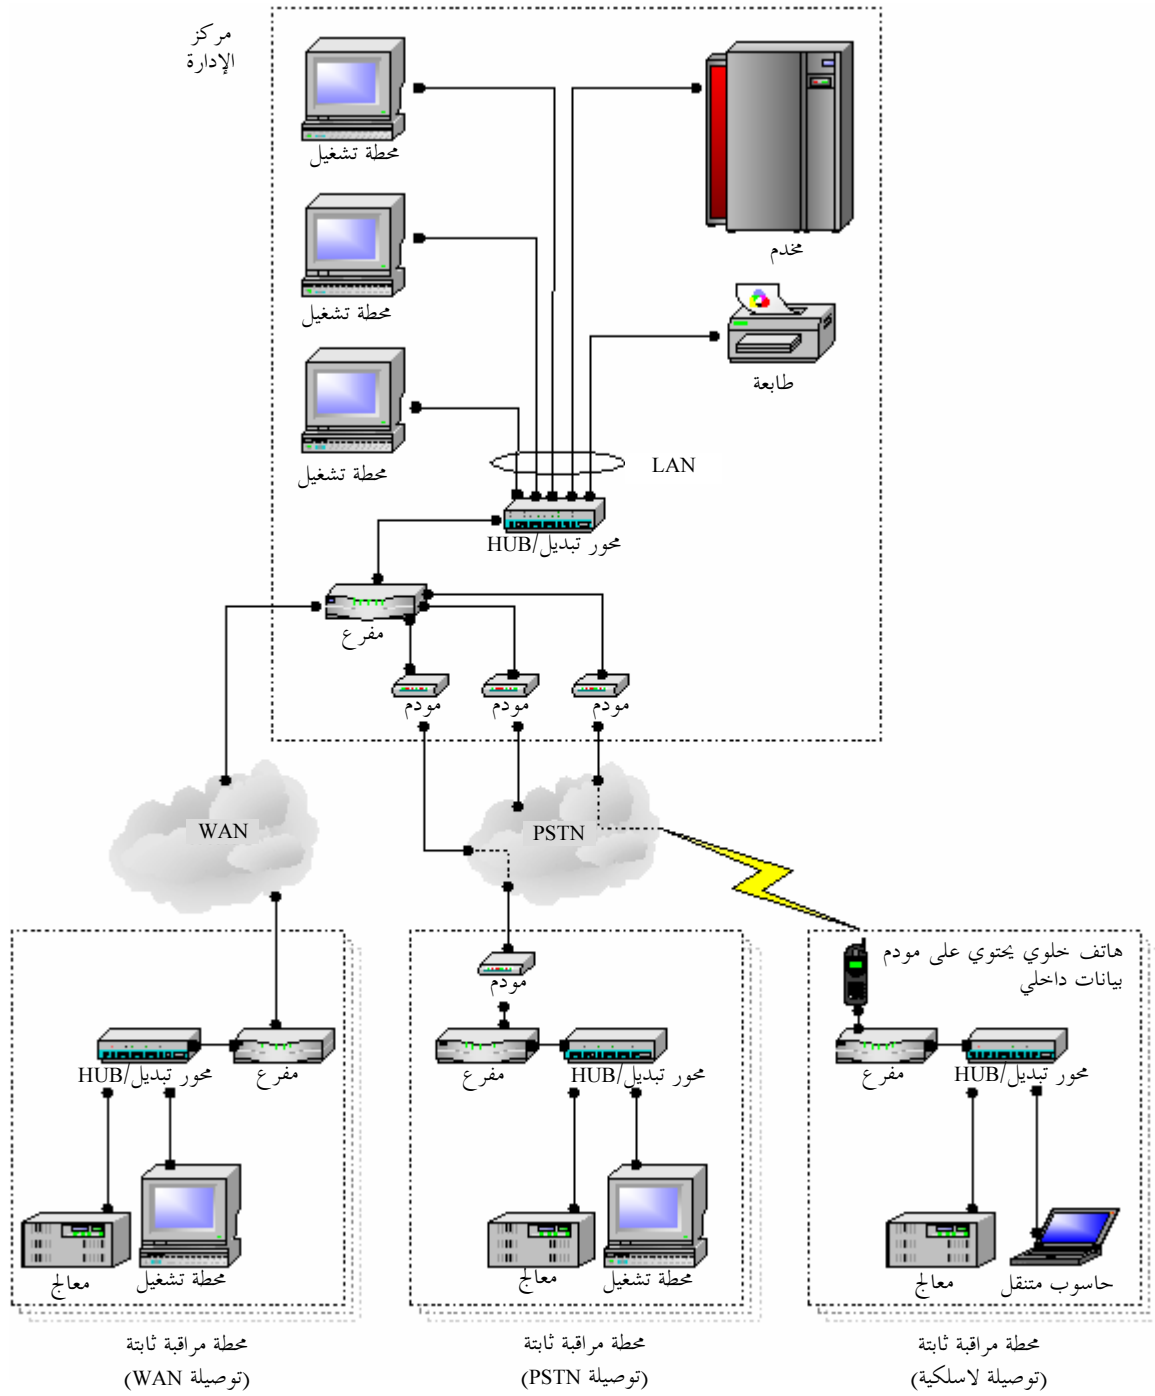 مركز
الإدارة
محطة تشغيل
مخدم
محطة تشغيل
طابعة
محطة تشغيل
LAN
محور تبديل/HUB
مفرع
مودم
مودم
مودم
WAN
PSTN
هاتف خلوي يحتوي على مودم
بيانات داخلي
مودم
محور تبديل/HUB
مفرع
مفرع
محور تبديل/HUB
مفرع
محور تبديل/HUB
معالج
محطة تشغيل
معالج
محطة تشغيل
معالج
حاسوب متنقل
محطة مراقبة ثابتة
(توصيلة WAN)
محطة مراقبة ثابتة
(توصيلة PSTN)
محطة مراقبة ثابتة
(توصيلة لاسلكية)